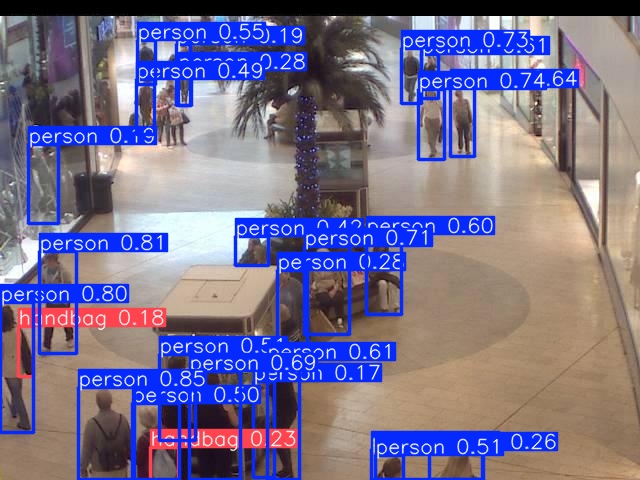 person 0.55
0.19
person 0.28
person 0.49
person 0.73
person 0.74
0.64
person 0.19
person 0.42
person 0.60
person 0.71
person 0.28
person 0.81
person 0.80
handbag 0.18
person 0.51
person 0.61
person 0.69
person 0.17
person 0.85
person 0.50
handbag 0.23
person 0.51
0.26